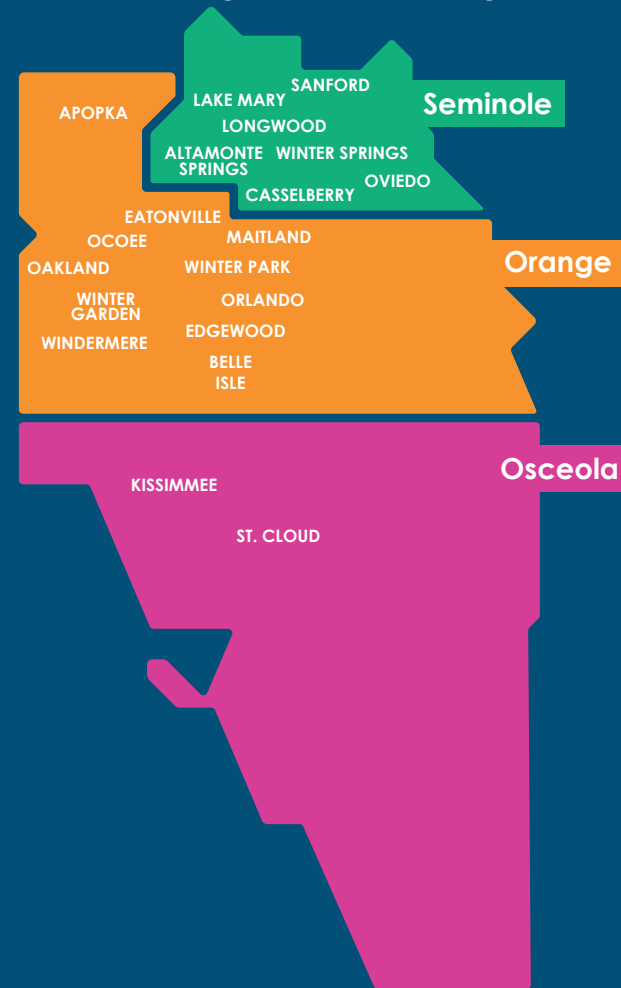 SANFORD
LAKE MARY
Seminole
APOPKA
LONGWOOD
ALTAMONTE
SPRINGS
WINTER SPRINGS
OVIEDO
CASSELBERRY
EATONVILLE
OCOEE
MAITLAND
Orange
OAKLAND
WINTER PARK
WINTER
GARDEN
ORLANDO
EDGEWOOD
WINDERMERE
BELLE
ISLE
Osceola
KISSIMMEE
ST. CLOUD